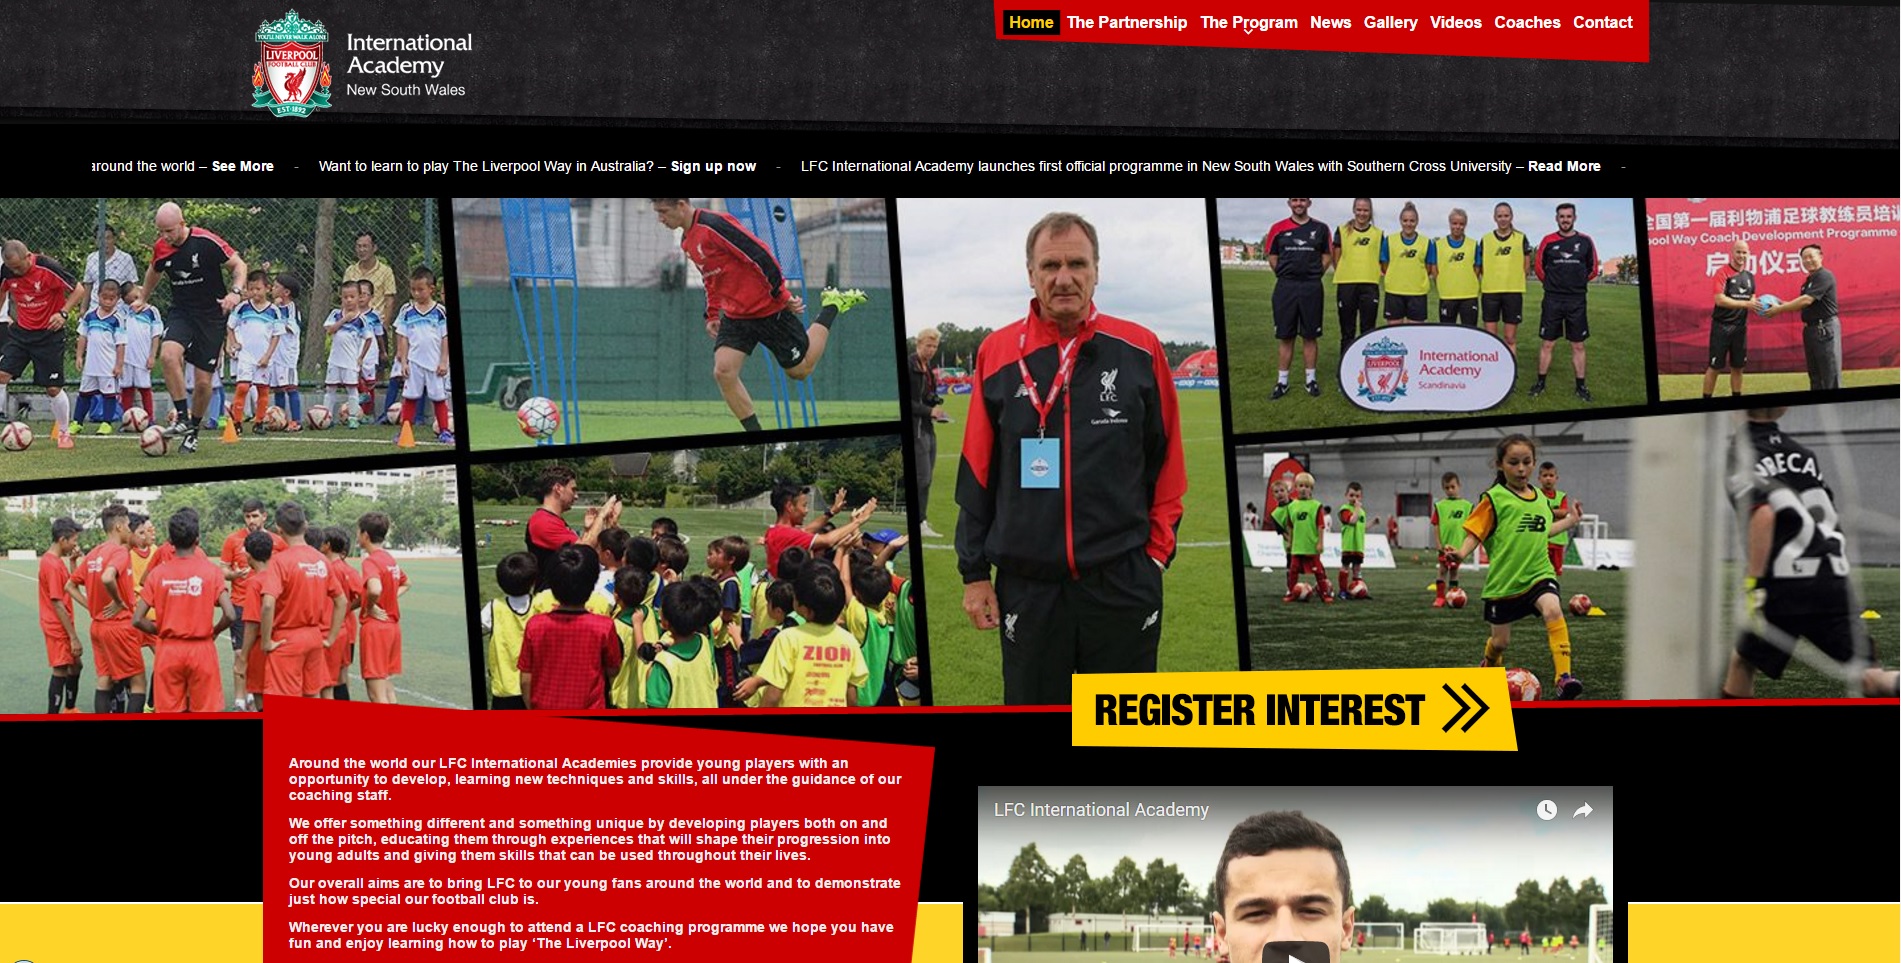 YOU'LL NEVER WALK ALONE
LIVERPOOL
FOOTBALL CLUB
EST·1892
International
Academy
New South Wales
Home The Partnership The Program News Gallery Videos Coaches Contact
around the world – See More - Want to learn to play The Liverpool Way in Australia? – Sign up now - LFC International Academy launches first official programme in New South Wales with Southern Cross University – Read More -
全国第一届利物浦足球教练员培训
pool Way Coach Development Programme
启动仪式
L.F.C.
Garuda Indonesia
International
Academy
Scandinavia
NB
ZION
FOOTBALL CLUB
23
REGISTER INTEREST
Around the world our LFC International Academies provide young players with an
opportunity to develop, learning new techniques and skills, all under the guidance of our
coaching staff.
We offer something different and something unique by developing players both on and
off the pitch, educating them through experiences that will shape their progression into
young adults and giving them skills that can be used throughout their lives.
Our overall aims are to bring LFC to our young fans around the world and to demonstrate
just how special our football club is.
Wherever you are lucky enough to attend a LFC coaching programme we hope you have
fun and enjoy learning how to play ‘The Liverpool Way’.
LFC International Academy